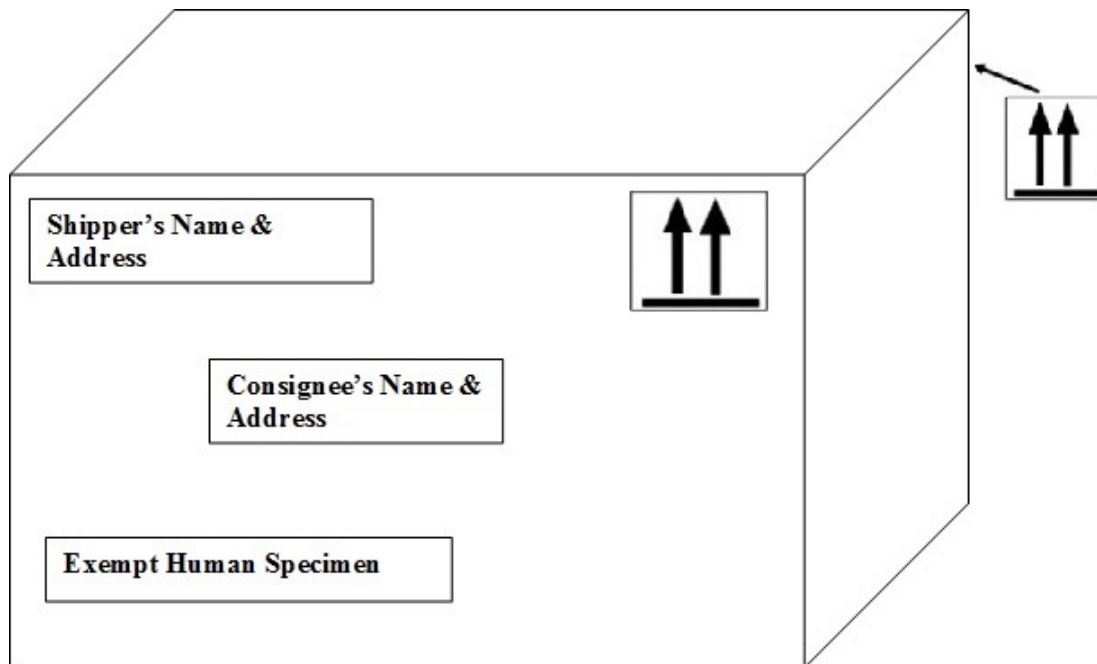 Shipper’s Name &
Address
Consignee’s Name &
Address
Exempt Human Specimen